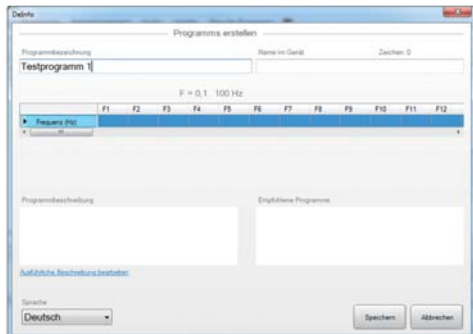 DeInfo
Programms erstellen
Programmbezeichnung Name im Gerät Zeichen: 0
Testprogramm 1
F = 0,1 100 Hz
F1 F2 F3 F4 F5 F6 F7 F8 F9 F10 F11 F12
Frequenz (Hz)
Programmbeschreibung Empfohlene Programme
Ausführliche Beschreibung bearbeiten
Sprache
Deutsch Speichern Abbrechen